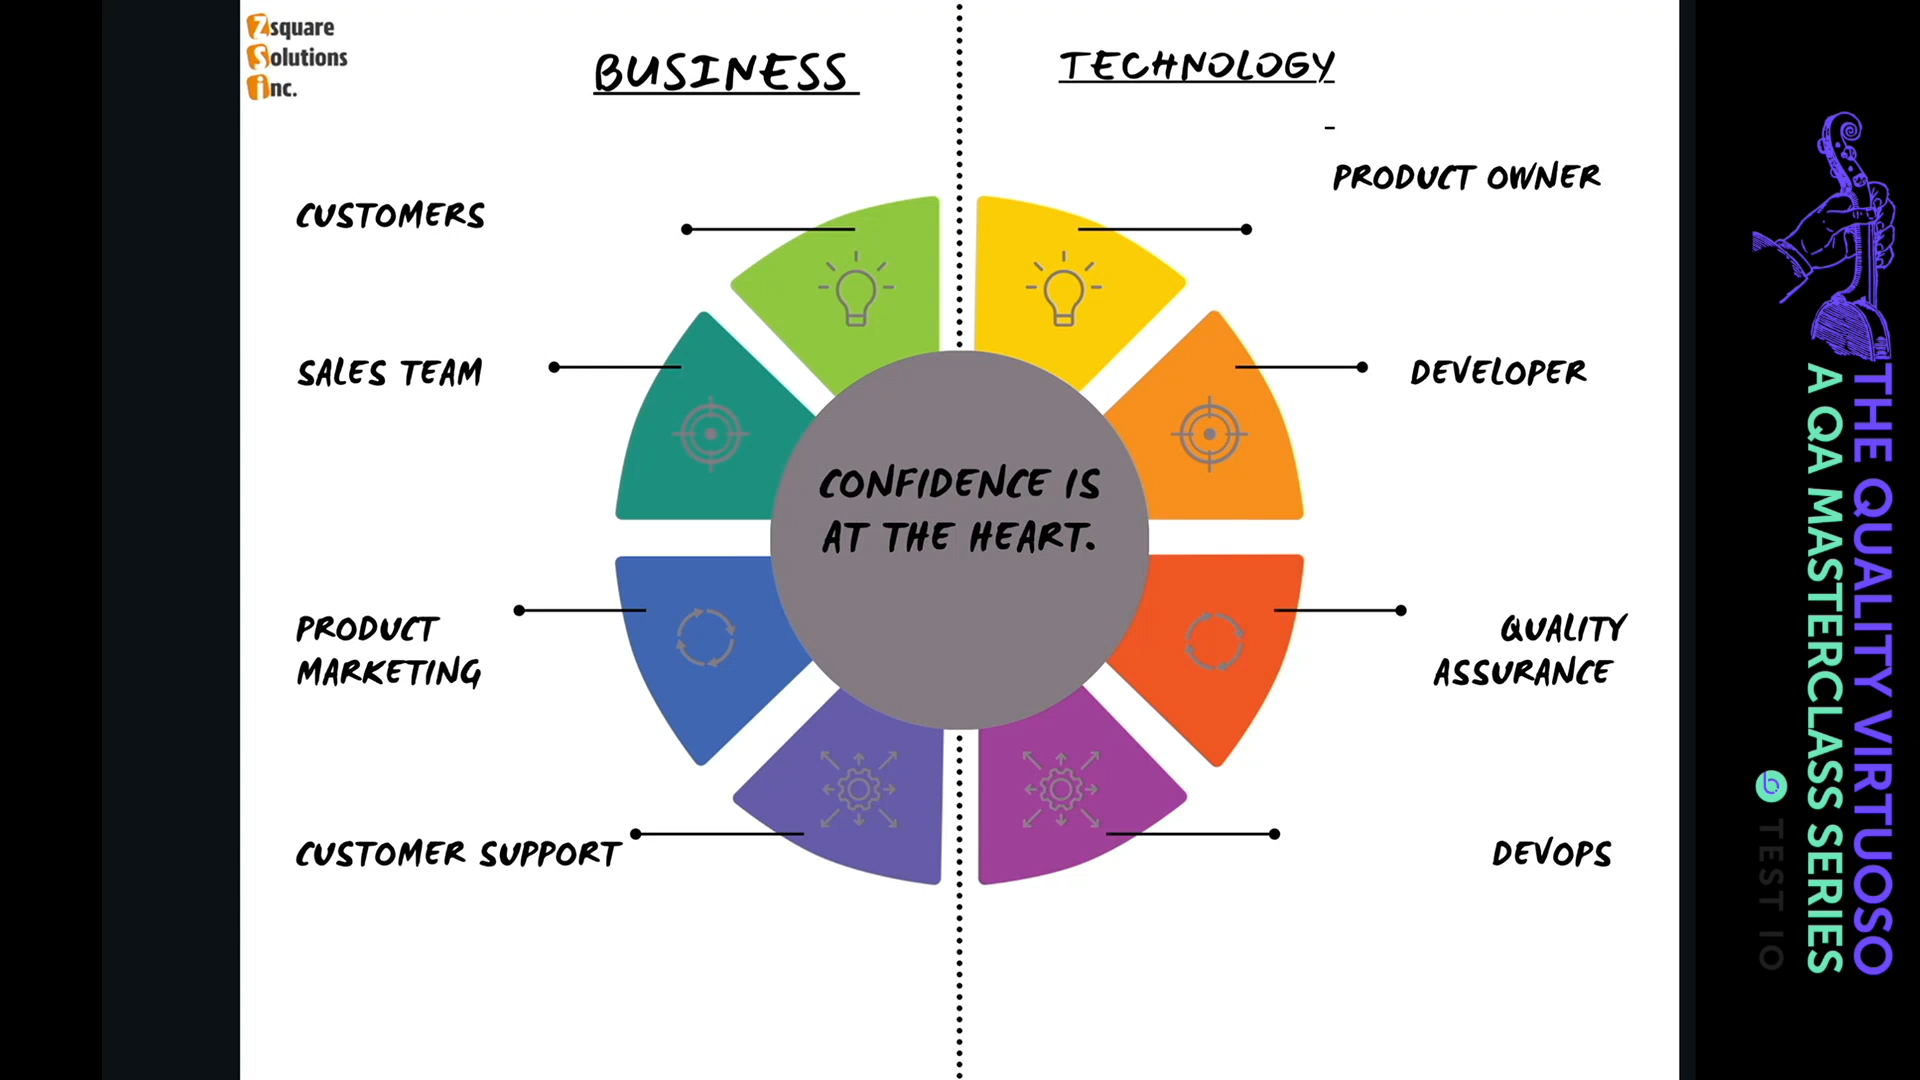 Zsquare
Solutions
inc.
BUSINESS
TECHNOLOGY
-
CUSTOMERS
SALES TEAM
PRODUCT
MARKETING
CUSTOMER SUPPORT
CONFIDENCE IS
AT THE HEART.
PRODUCT OWNER
DEVELOPER
QUALITY
ASSURANCE
DEVOPS
THE QUALITY VIRTUOSO
A QA MASTERCLASS SERIES
TEST IO